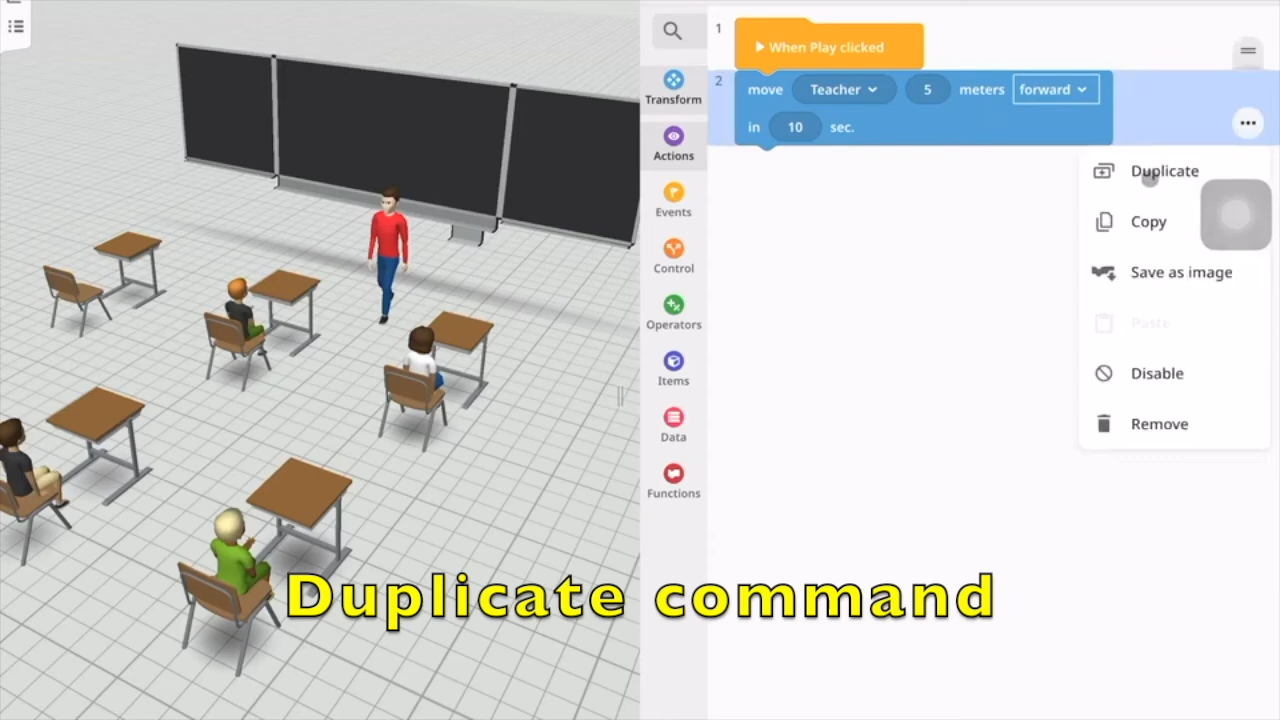 1
▶ When Play clicked
2
move Teacher 5 meters forward
in 10 sec.
Transform
Actions
Events
Control
Operators
Items
Data
Functions
Duplicate
Copy
Save as image
Paste
Disable
Remove
Duplicate command